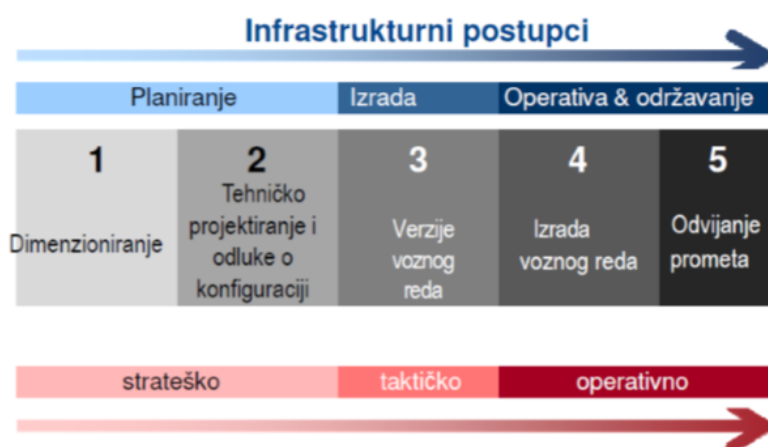 Infrastrukturni postupci
Planiranje
Izrada
Operativa & održavanje
1
Dimenzioniranje
2
Tehničko
projektiranje i
odluke o
konfiguraciji
3
Verzije
voznog
reda
4
Izrada
voznog reda
5
Odvijanje
prometa
strateško
taktičko
operativno